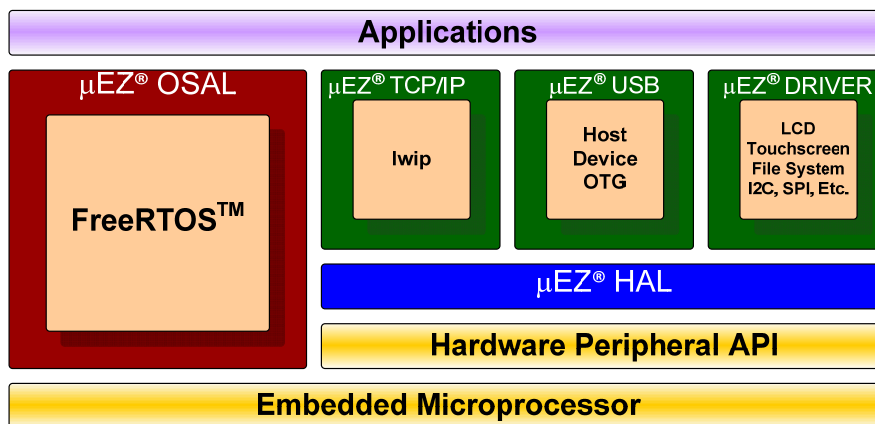 Applications
μEZ® OSAL
FreeRTOS™
μEZ® TCP/IP
lwip
μEZ® USB
Host
Device
OTG
μEZ® DRIVER
LCD
Touchscreen
File System
I2C, SPI, Etc.
μEZ® HAL
Hardware Peripheral API
Embedded Microprocessor